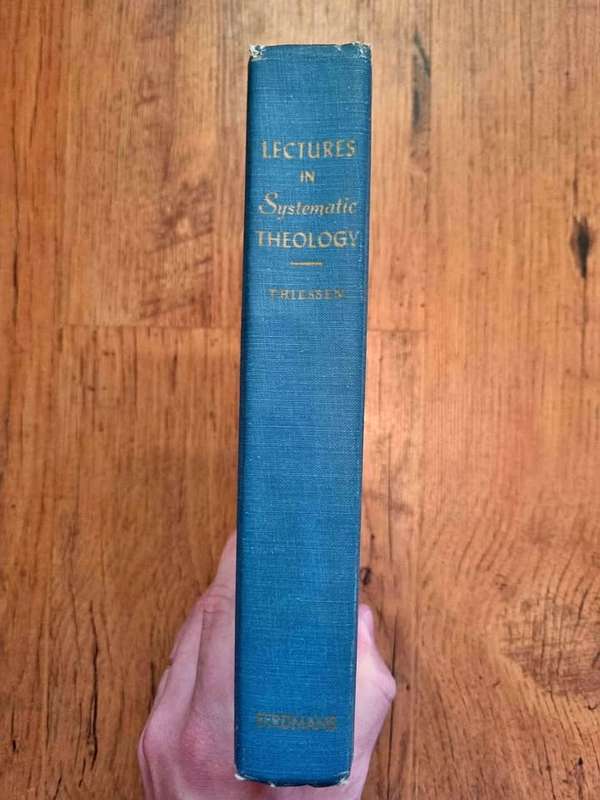 LECTURES
IN
Systematic
THEOLOGY
THIESSEN
EERDMANS